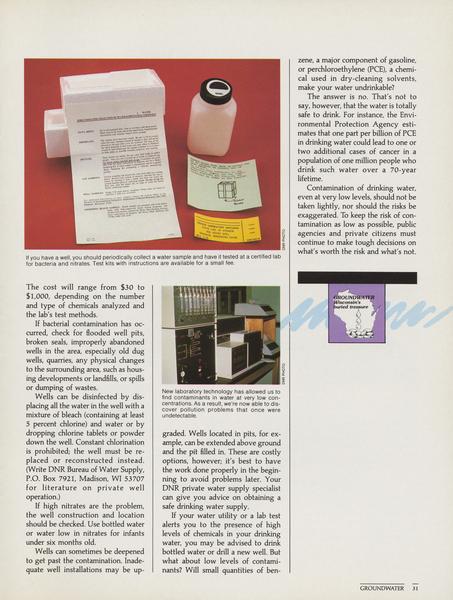 If you have a well, you should periodically collect a water sample and have it tested at a certified lab
for bacteria and nitrates. Test kits with instructions are available for a small fee.
DNR PHOTO
The cost will range from $30 to
$1,000, depending on the number
and type of chemicals analyzed and
the lab's test methods.
If bacterial contamination has oc-
curred, check for flooded well pits,
broken seals, improperly abandoned
wells in the area, especially old dug
wells, quarries, any physical changes
to the surrounding area, such as hous-
ing developments or landfills, or spills
or dumping of wastes.
Wells can be disinfected by dis-
placing all the water in the well with a
mixture of bleach (containing at least
5 percent chlorine) and water or by
dropping chlorine tablets or powder
down the well. Constant chlorination
is prohibited; the well must be re-
placed or reconstructed instead.
(Write DNR Bureau of Water Supply,
P.O. Box 7921, Madison, WI 53707
for literature on private well
operation.)
If high nitrates are the problem,
the well construction and location
should be checked. Use bottled water
or water low in nitrates for infants
under six months old.
Wells can sometimes be deepened
to get past the contamination. Inade-
quate well installations may be up-
DNR PHOTO
New laboratory technology has allowed us to
find contaminants in water at very low con-
centrations. As a result, we're now able to dis-
cover pollution problems that once were
undetectable.
graded. Wells located in pits, for ex-
ample, can be extended above ground
and the pit filled in. These are costly
options, however; it's best to have
the work done properly in the begin-
ning to avoid problems later. Your
DNR private water supply specialist
can give you advice on obtaining a
safe drinking water supply.
If your water utility or a lab test
alerts you to the presence of high
levels of chemicals in your drinking
water, you may be advised to drink
bottled water or drill a new well. But
what about low levels of contami-
nants? Will small quantities of ben-
zene, a major component of gasoline,
or perchloroethylene (PCE), a chemi-
cal used in dry-cleaning solvents,
make your water undrinkable?
The answer is no. That's not to
say, however, that the water is totally
safe to drink. For instance, the Envi-
ronmental Protection Agency esti-
mates that one part per billion of PCE
in drinking water could lead to one or
two additional cases of cancer in a
population of one million people who
drink such water over a 70-year
lifetime.
Contamination of drinking water,
even at very low levels, should not be
taken lightly, nor should the risks be
exaggerated. To keep the risk of con-
tamination as low as possible, public
agencies and private citizens must
continue to make tough decisions on
what's worth the risk and what's not.
GROUNDWATER
Wisconsin's
buried treasure
GROUNDWATER 31